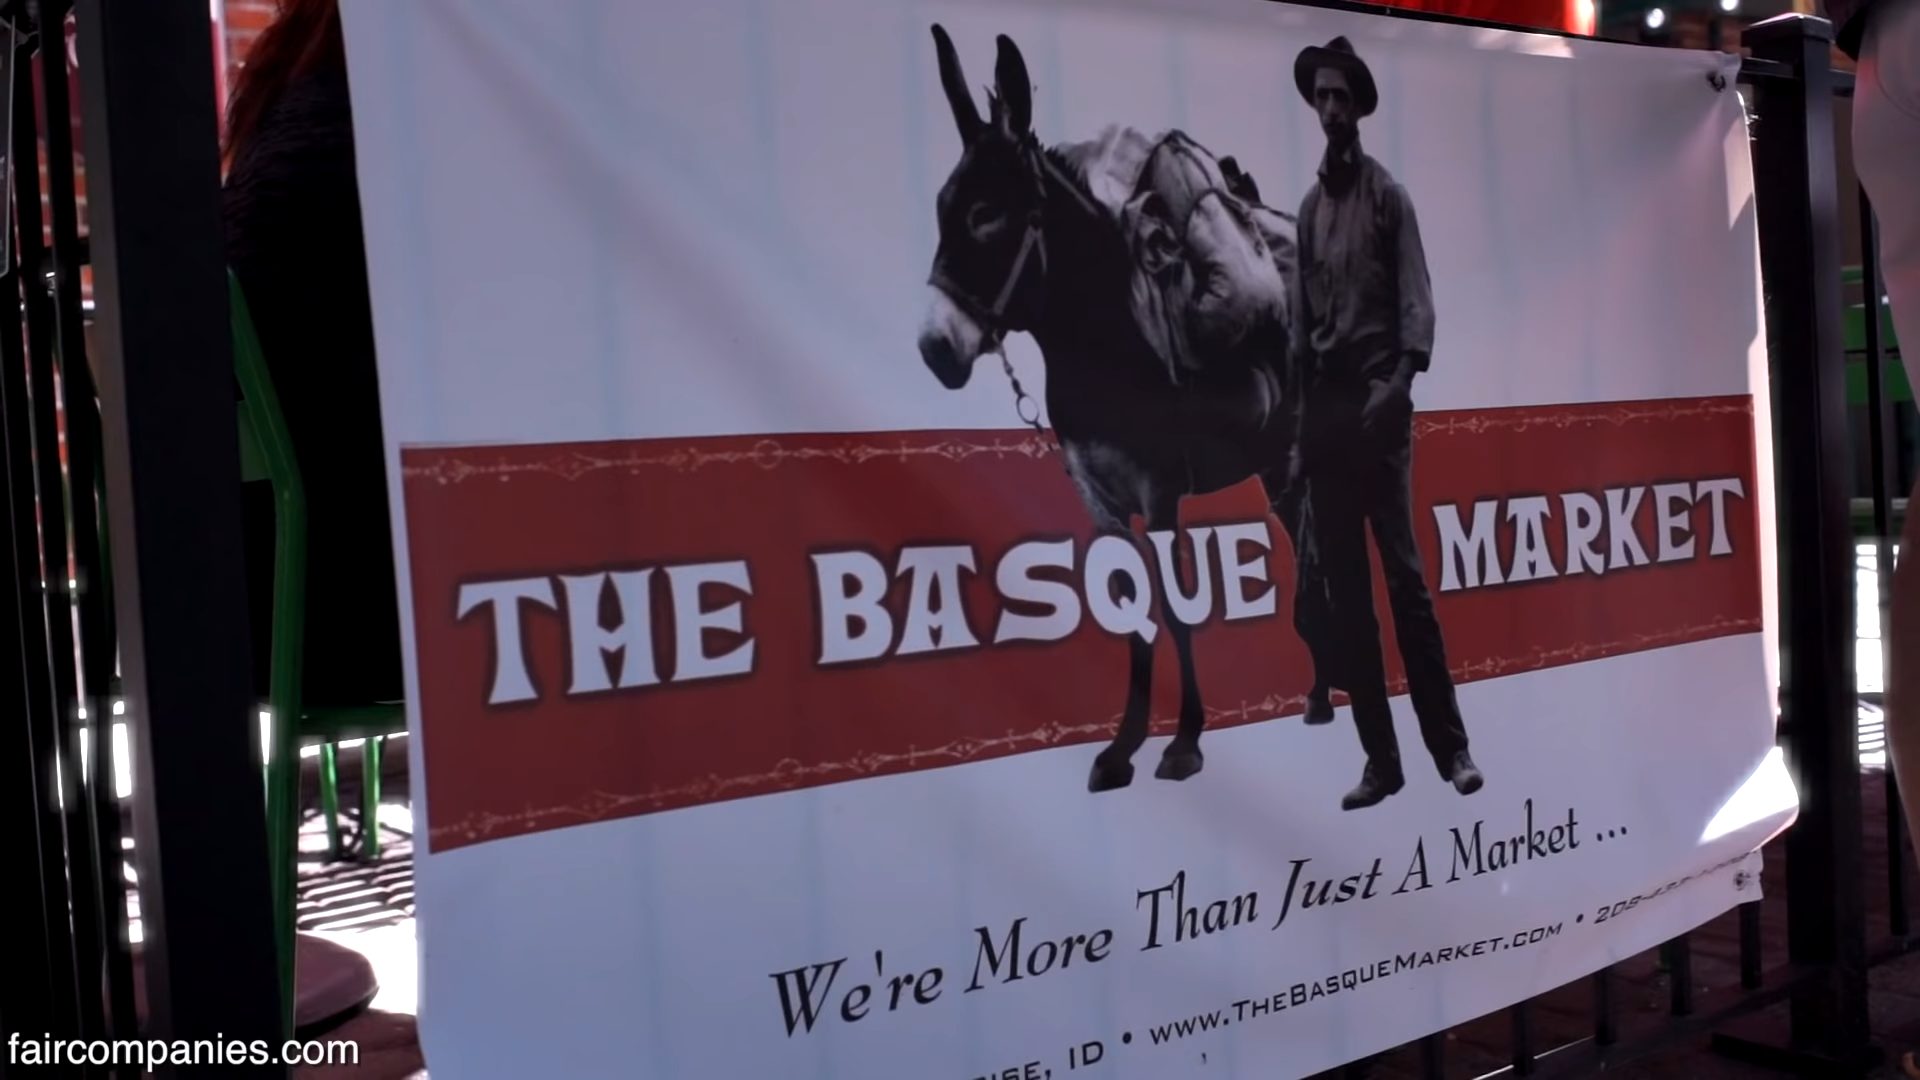 THE BASQUE MARKET
We're More Than Just A Market ...
ID • www.TheBasqueMarket.com •
faircompanies.com